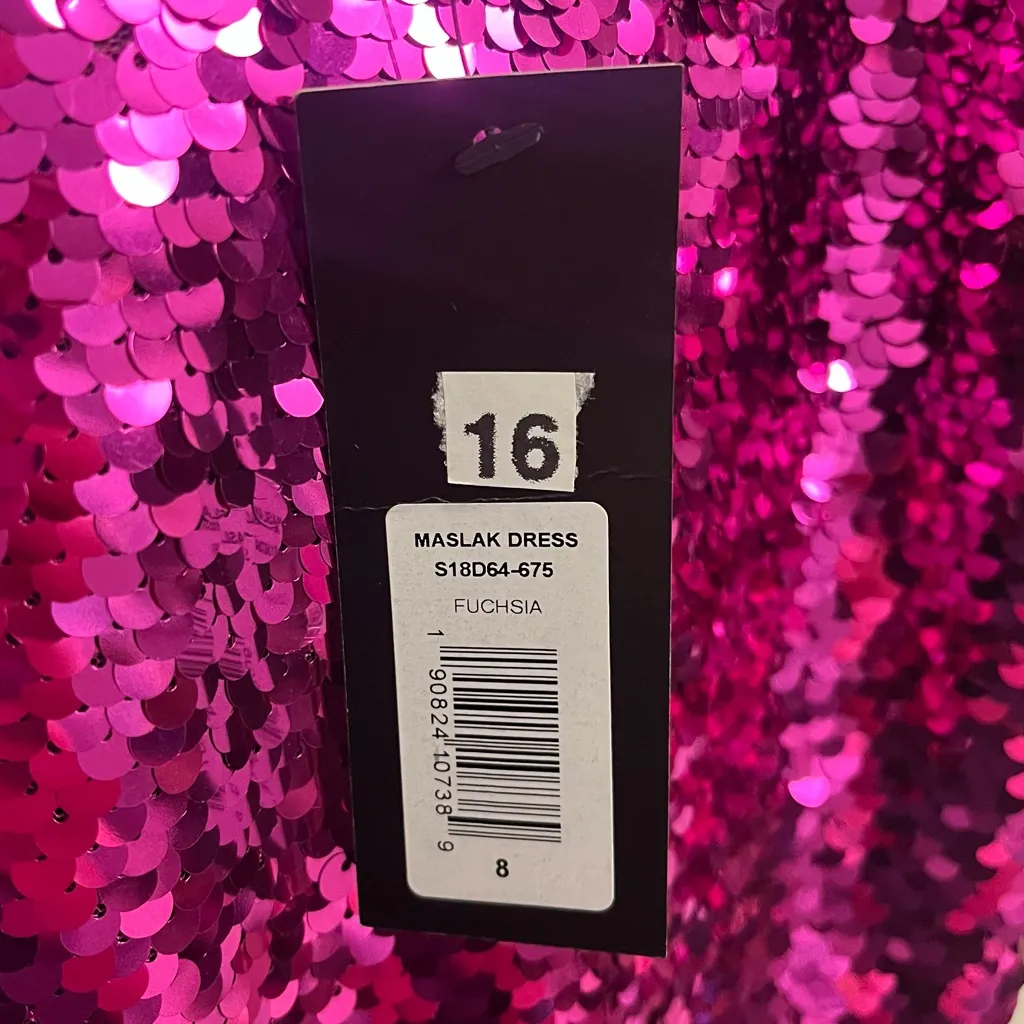 16
MASLAK DRESS
S18D64-675
FUCHSIA
1 90824 10738 9
8